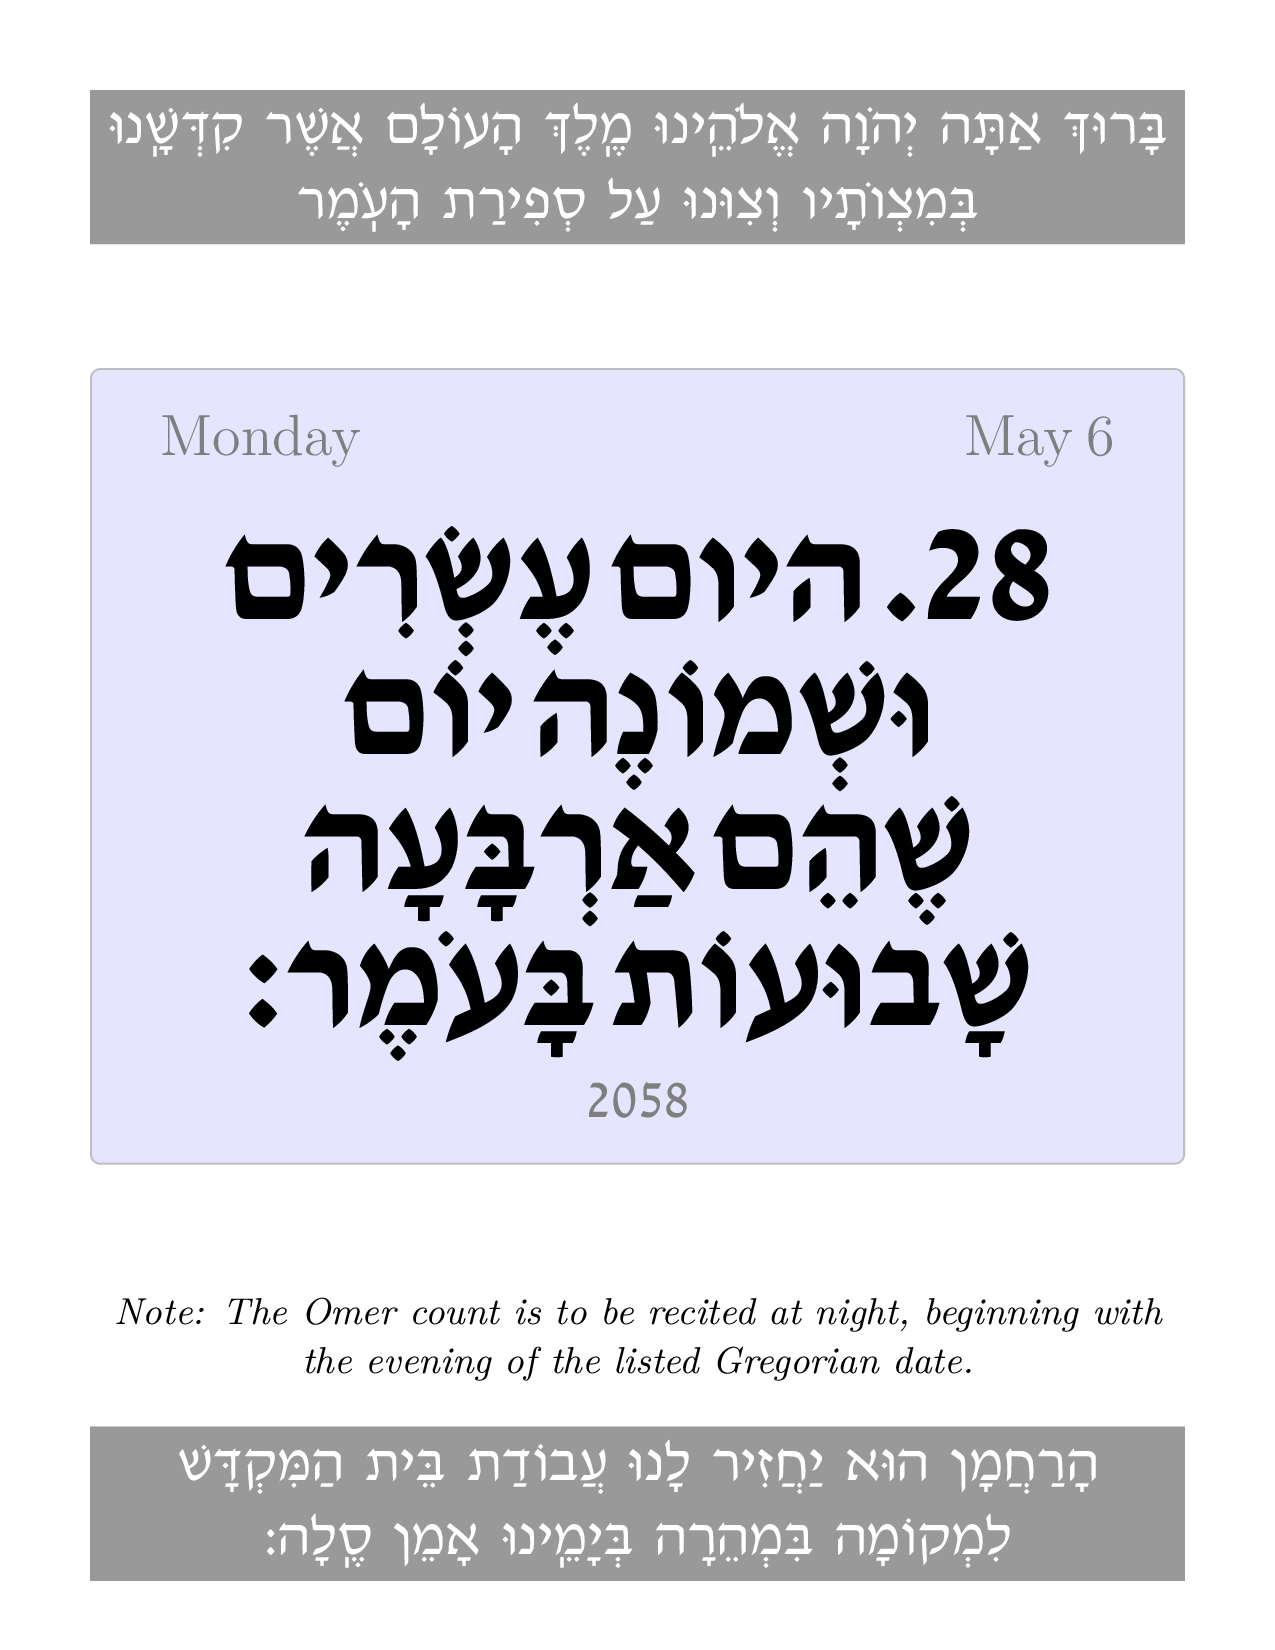 בָּרוּךְ אַתָּה יְהֹוָה אֱלֹהֵֽינוּ מֶֽלֶךְ הָעוֹלָם אֲשֶׁר קִדְּשָֽׁנוּ
בְּמִצְוֹתָיו וְצִוּנוּ עַל סְפִירַת הָעֹֽמֶר
Monday May 6
28. היום עֶשְׂרִים
וּשְׁמוֹנֶה יוֹם
שֶׁהֵם אַרְבָּעָה
שָׁבוּעוֹת בָּעֹמֶר:
2058
Note: The Omer count is to be recited at night, beginning with
the evening of the listed Gregorian date.
הָרַחֲמָן הוּא יַחֲזִיר לָנוּ עֲבוֹדַת בֵּית הַמִּקְדָּשׁ
לִמְקוֹמָה בִּמְהֵרָה בְּיָמֵֽינוּ אָמֵן סֶֽלָה: